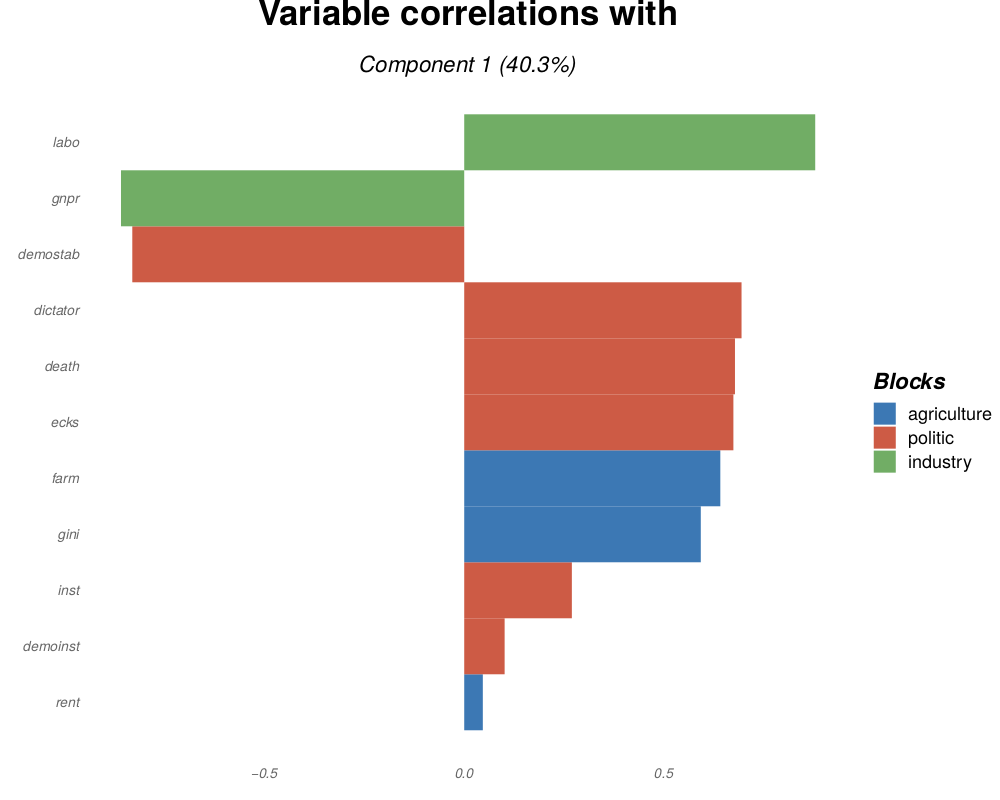 Variable correlations with
Component 1 (40.3%)
labo
gnpr
demostab
dictator
death
ecks
farm
gini
inst
demoinst
rent
−0.5
0.0
0.5
Blocks
agriculture
politic
industry